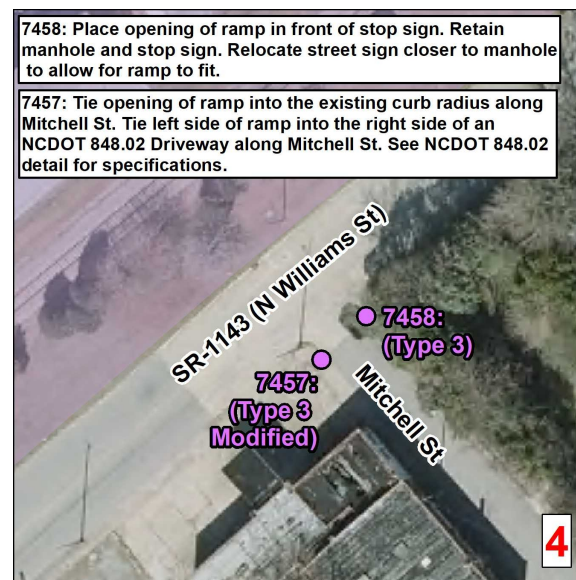 7458: Place opening of ramp in front of stop sign. Retain
manhole and stop sign. Relocate street sign closer to manhole
to allow for ramp to fit.
7457: Tie opening of ramp into the existing curb radius along
Mitchell St. Tie left side of ramp into the right side of an
NCDOT 848.02 Driveway along Mitchell St. See NCDOT 848.02
detail for specifications.
SR-1143 (N Williams St)
7458:
(Type 3)
7457:
(Type 3
Modified)
Mitchell St
4